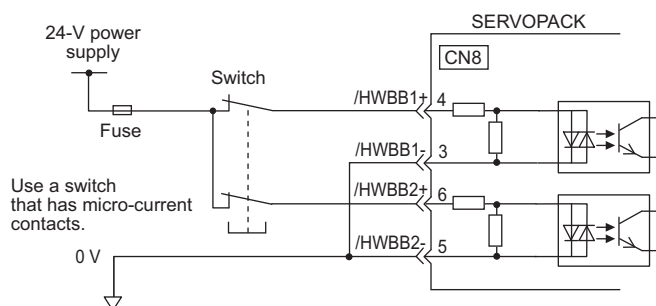 SERVOPACK
24-V power
supply
CN8
Switch
/HWBB1+
4
Fuse
/HWBB1-
3
Use a switch
that has micro-current
contacts.
/HWBB2+
6
0 V
/HWBB2-
5